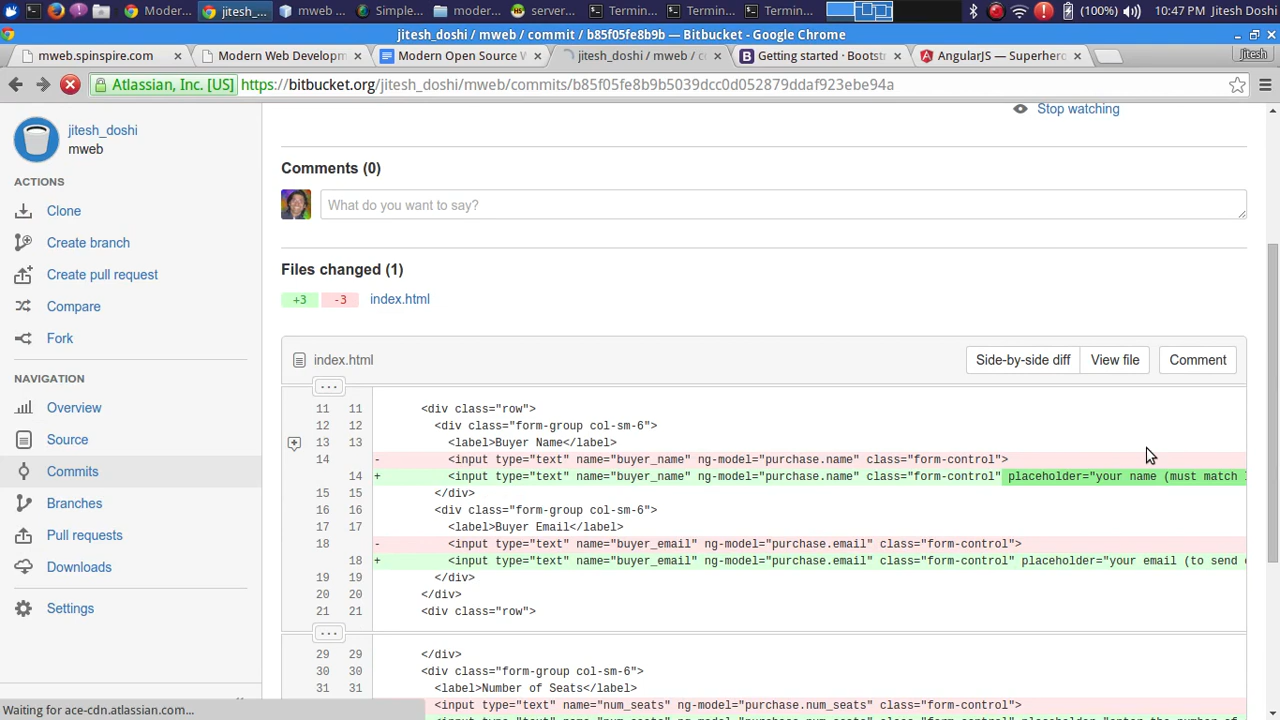 Moder...
jitesh_...
mweb ...
Simple...
moder...
server...
Termin...
Termin...
Termin...
(100%)
10:47 PM
Jitesh Doshi
jitesh_doshi / mweb / commit / b85f05fe8b9b — Bitbucket - Google Chrome
mweb.spinspire.com
Modern Web Developm
Modern Open Source W
jitesh_doshi / mweb / co
Getting started · Bootst
AngularJS — Superhero
Jitesh
Atlassian, Inc. [US]
https://bitbucket.org/jitesh_doshi/mweb/commits/b85f05fe8b9b5039dcc0d052879ddaf923ebe94a
jitesh_doshi
mweb
ACTIONS
Clone
Create branch
Create pull request
Compare
Fork
NAVIGATION
Overview
Source
Commits
Branches
Pull requests
Downloads
Settings
Stop watching
Comments (0)
What do you want to say?
Files changed (1)
+3 -3 index.html
index.html
Side-by-side diff View file Comment
...
11 11 <div class="row">
12 12 <div class="form-group col-sm-6">
13 13 <label>Buyer Name</label>
14 - <input type="text" name="buyer_name" ng-model="purchase.name" class="form-control">
14 + <input type="text" name="buyer_name" ng-model="purchase.name" class="form-control" placeholder="your name (must match
15 15 </div>
16 16 <div class="form-group col-sm-6">
17 17 <label>Buyer Email</label>
18 - <input type="text" name="buyer_email" ng-model="purchase.email" class="form-control">
18 + <input type="text" name="buyer_email" ng-model="purchase.email" class="form-control" placeholder="your email (to send
19 19 </div>
20 20 </div>
21 21 <div class="row">
...
29 29 </div>
30 30 <div class="form-group col-sm-6">
31 31 <label>Number of Seats</label>
- <input type="text" name="num_seats" ng-model="purchase.num_seats" class="form-control">
Waiting for ace-cdn.atlassian.com...